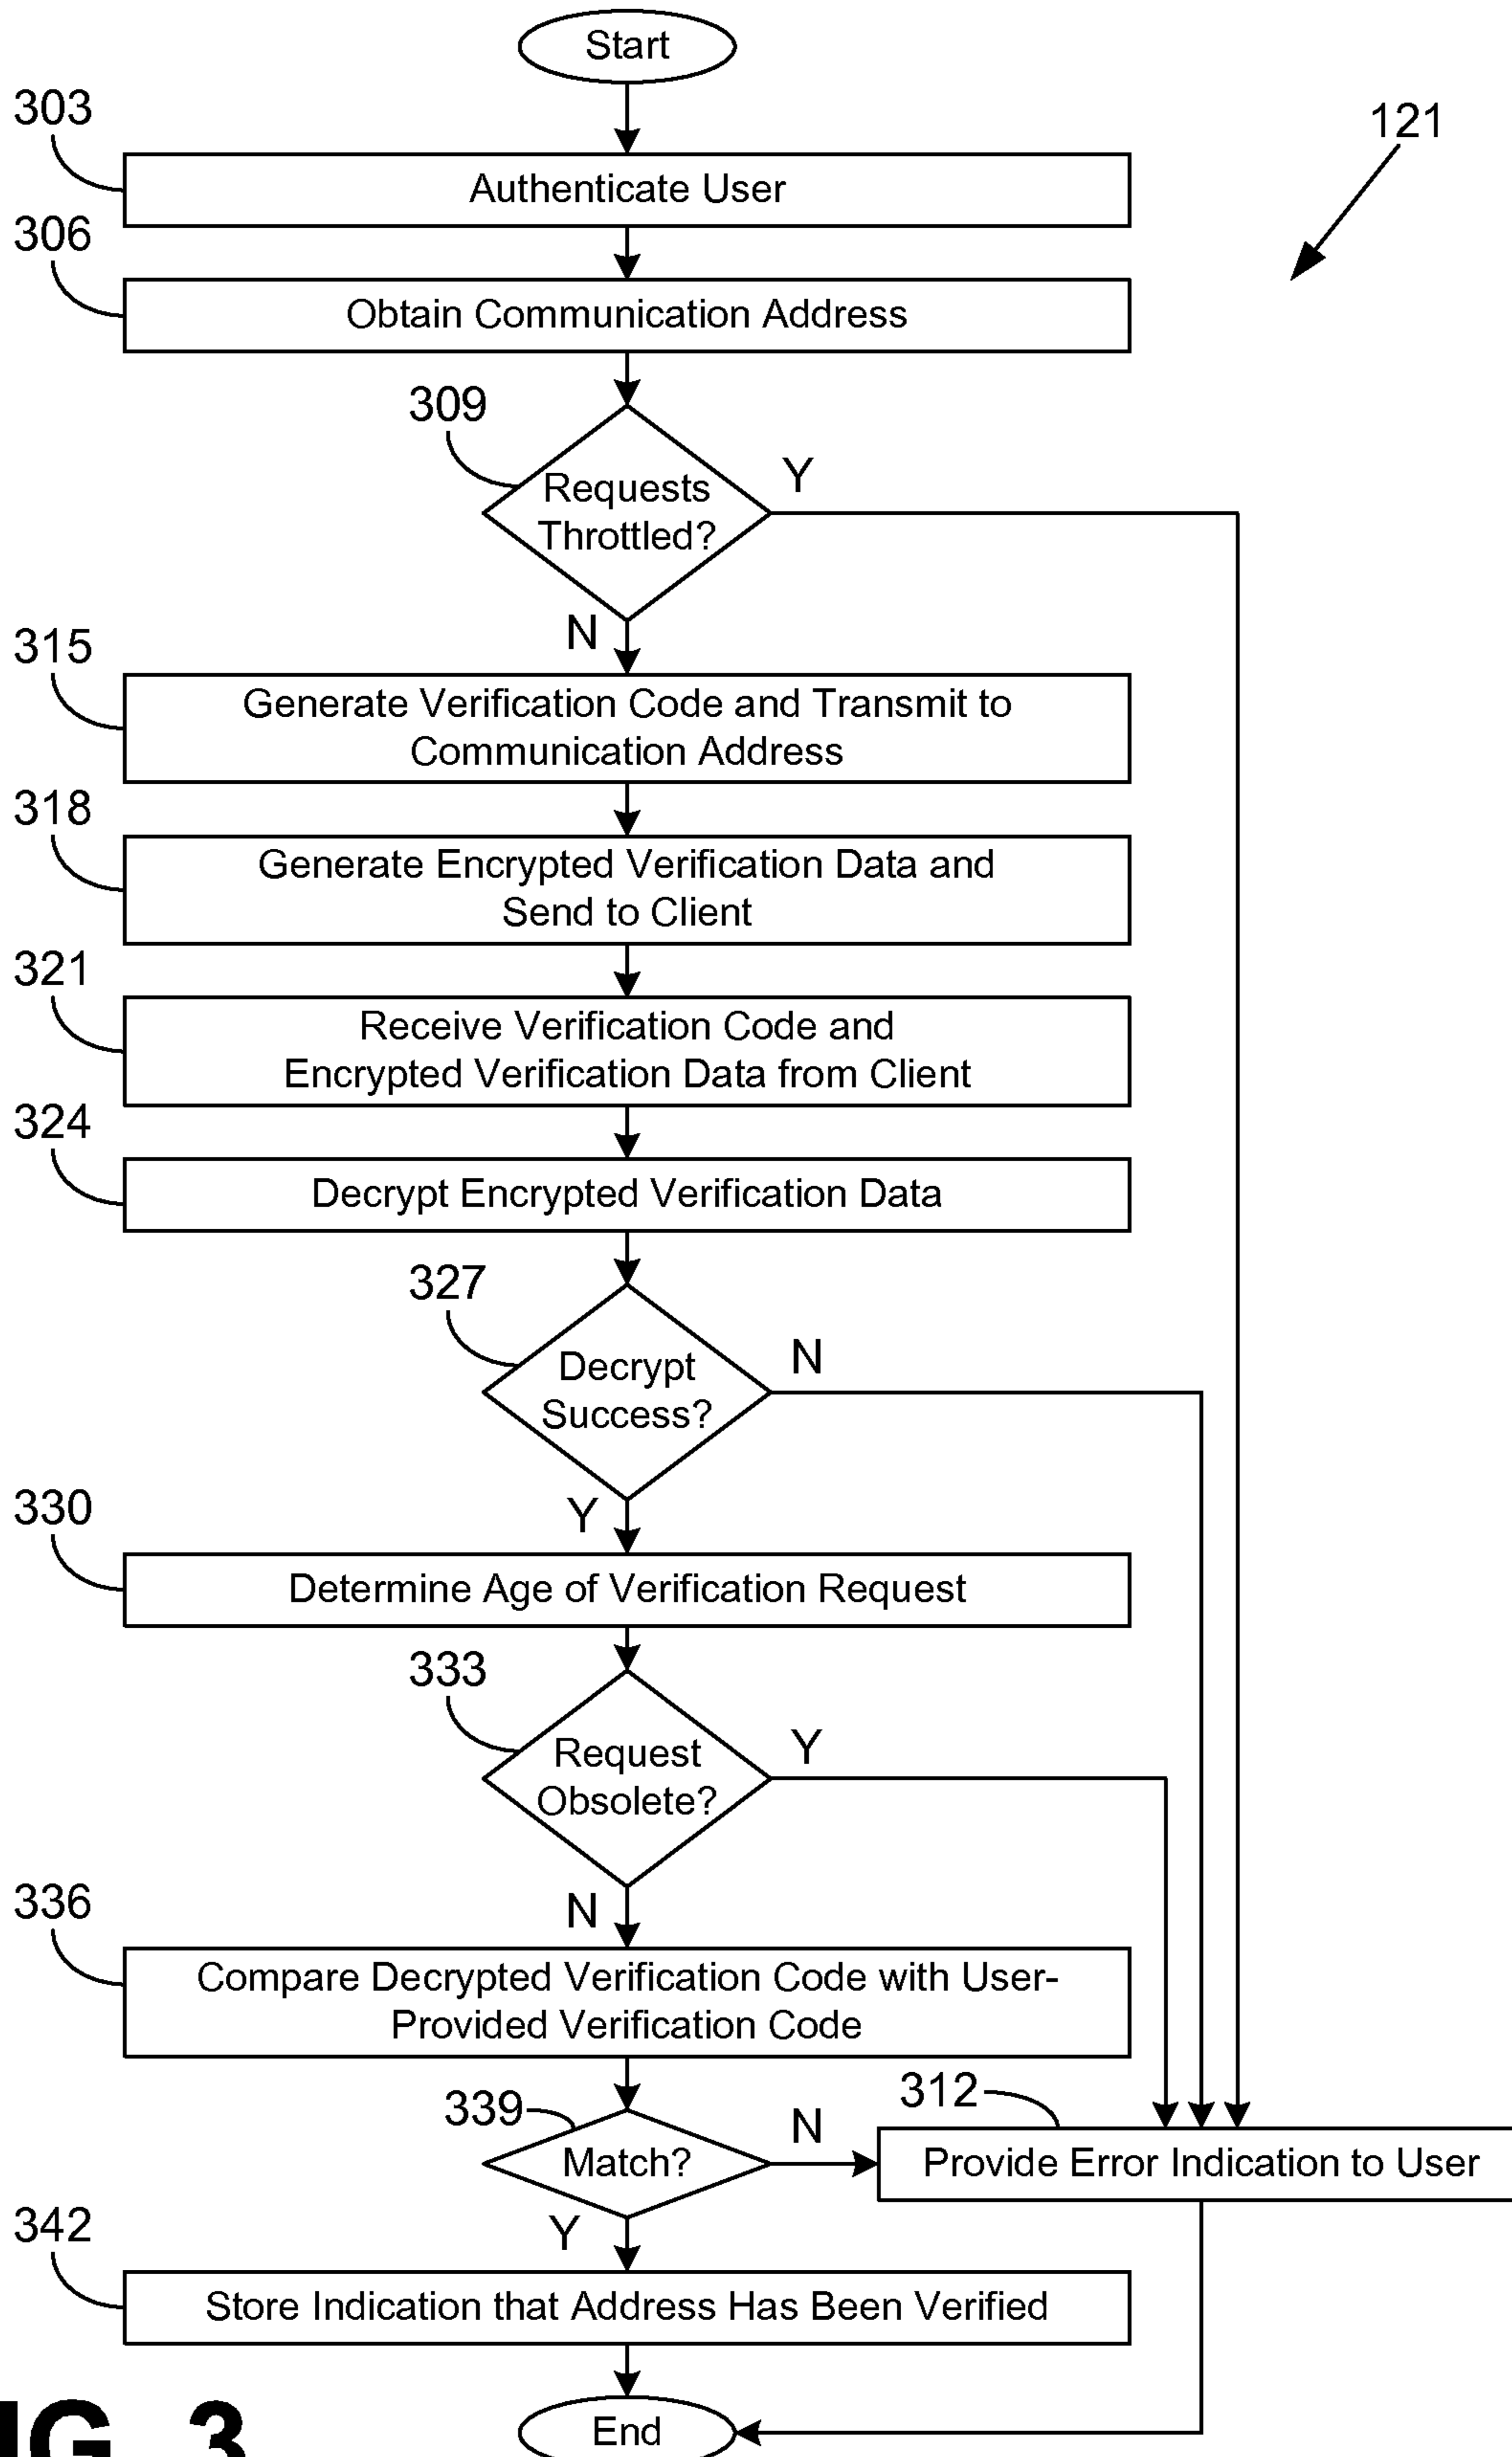 Start
303
121
Authenticate User
306
Obtain Communication Address
309
Requests
Throttled?
Y
N
315
Generate Verification Code and Transmit to
Communication Address
318
Generate Encrypted Verification Data and
Send to Client
321
Receive Verification Code and
Encrypted Verification Data from Client
324
Decrypt Encrypted Verification Data
327
Decrypt
Success?
N
Y
330
Determine Age of Verification Request
333
Request
Obsolete?
Y
N
336
Compare Decrypted Verification Code with User-
Provided Verification Code
339
Match?
N
312
Provide Error Indication to User
Y
342
Store Indication that Address Has Been Verified
End
3